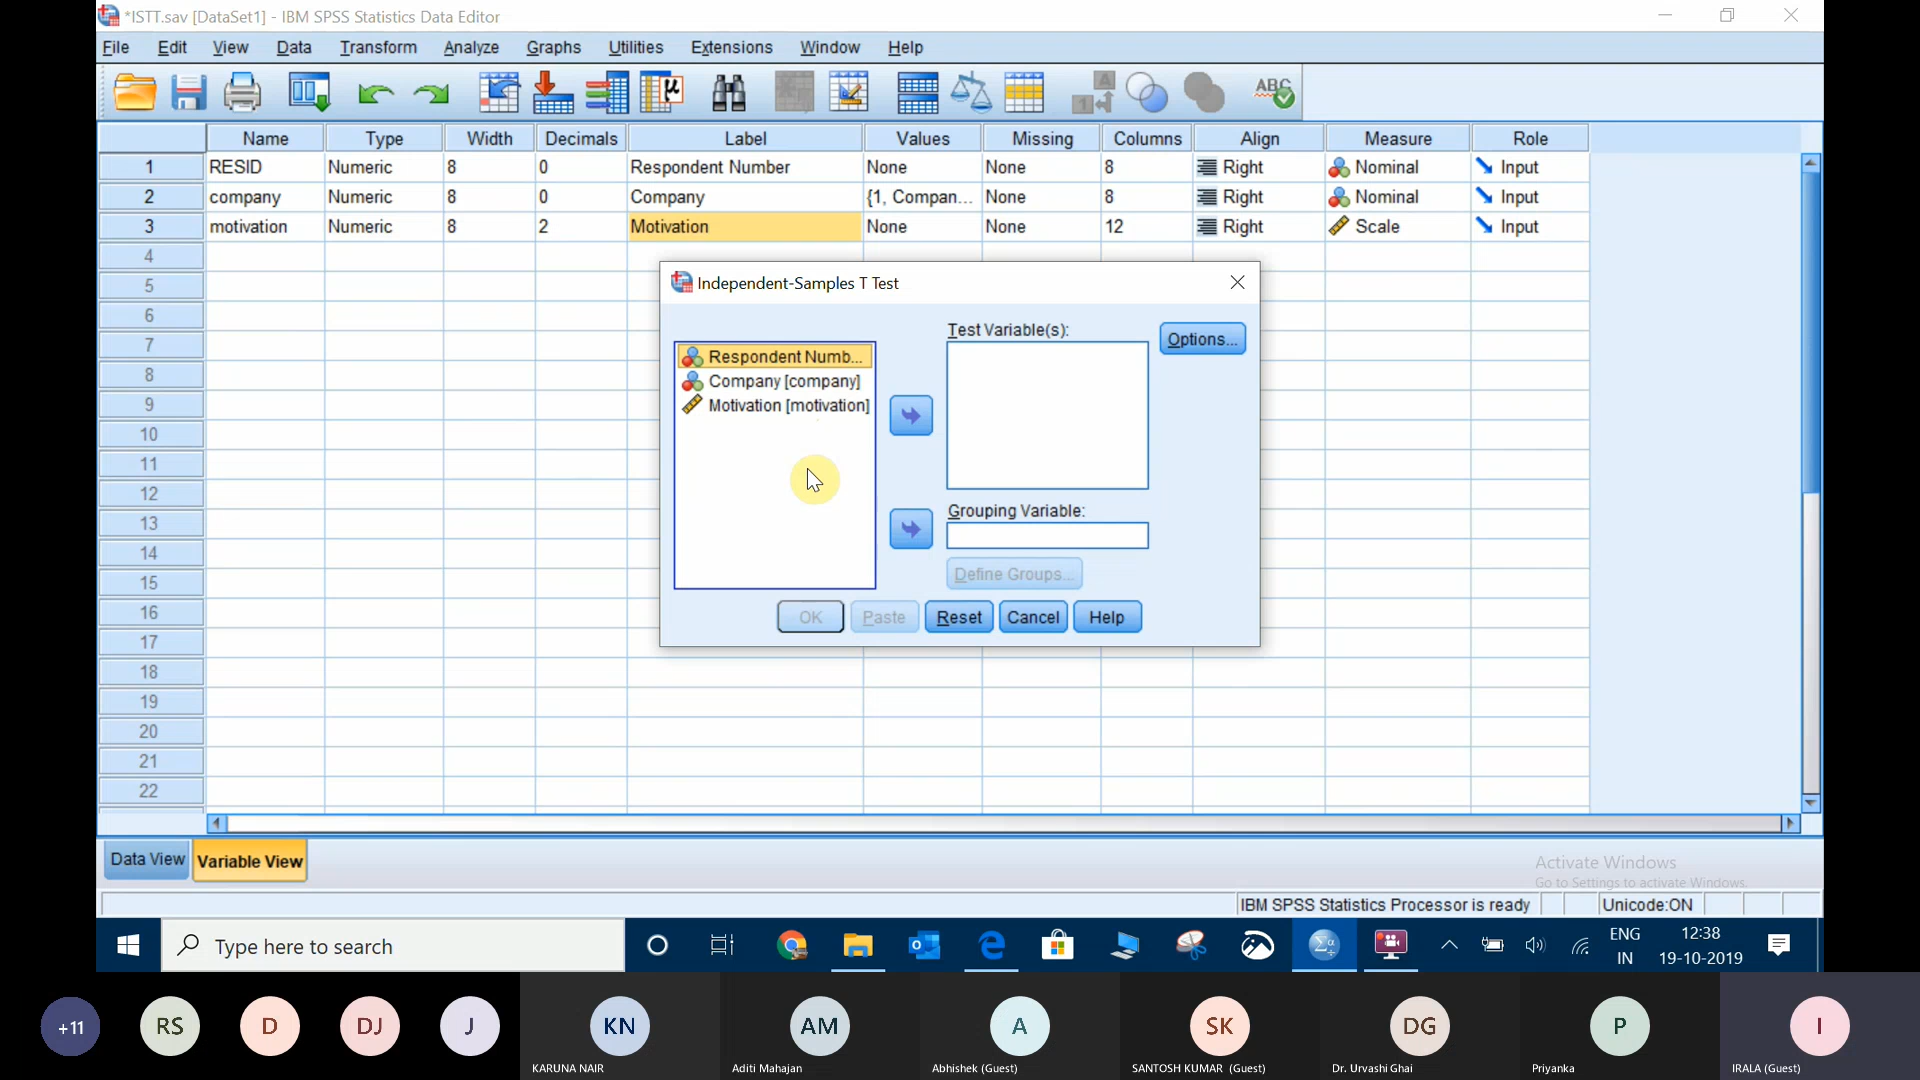 *ISTT.sav [DataSet1] - IBM SPSS Statistics Data Editor
File Edit View Data Transform Analyze Graphs Utilities Extensions Window Help
Name Type Width Decimals Label Values Missing Columns Align Measure Role
1 RESID Numeric 8 0 Respondent Number None None 8 Right Nominal Input
2 company Numeric 8 0 Company {1, Compan... None 8 Right Nominal Input
3 motivation Numeric 8 2 Motivation None None 12 Right Scale Input
4
5
6
7
8
9
10
11
12
13
14
15
16
17
18
19
20
21
22
Independent-Samples T Test
Test Variable(s):
Options...
Respondent Numb...
Company [company]
Motivation [motivation]
Grouping Variable:
Define Groups...
OK Paste Reset Cancel Help
Data View Variable View
Activate Windows
Go to Settings to activate Windows.
IBM SPSS Statistics Processor is ready Unicode:ON
Type here to search
ENG
IN
12:38
19-10-2019
+11 RS D DJ J KN AM A SK DG P I
KARUNA NAIR Aditi Mahajan Abhishek (Guest) SANTOSH KUMAR (Guest) Dr. Urvashi Ghai Priyanka IRALA (Guest)